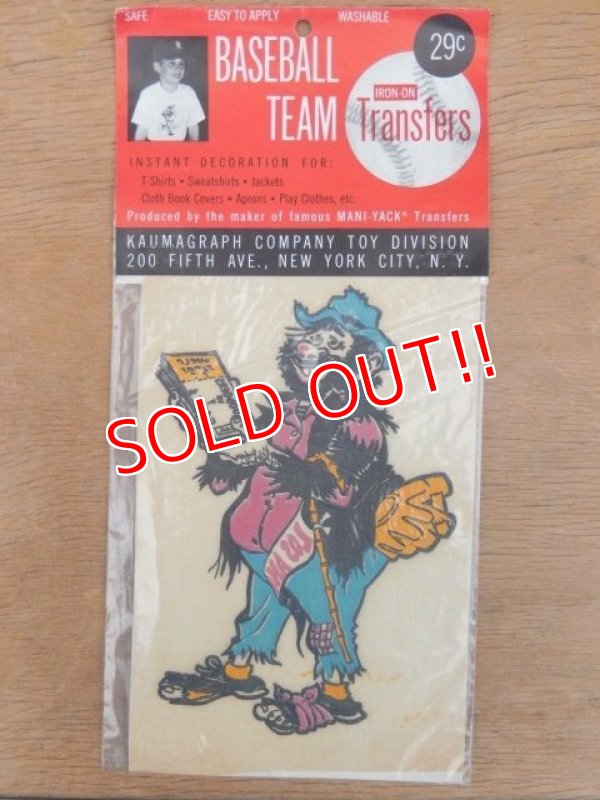 SAFE EASY TO APPLY WASHABLE
29¢
BASEBALL
TEAM
IRON-ON
Transfers
INSTANT DECORATION FOR:
T-Shirts • Sweatshirts • Jackets
Cloth Book Covers • Aprons • Play Clothes, etc.
Produced by the maker of famous MANI-YACK® Transfers
KAUMAGRAPH COMPANY TOY DIVISION
200 FIFTH AVE., NEW YORK CITY, N. Y.
SOLD OUT!!